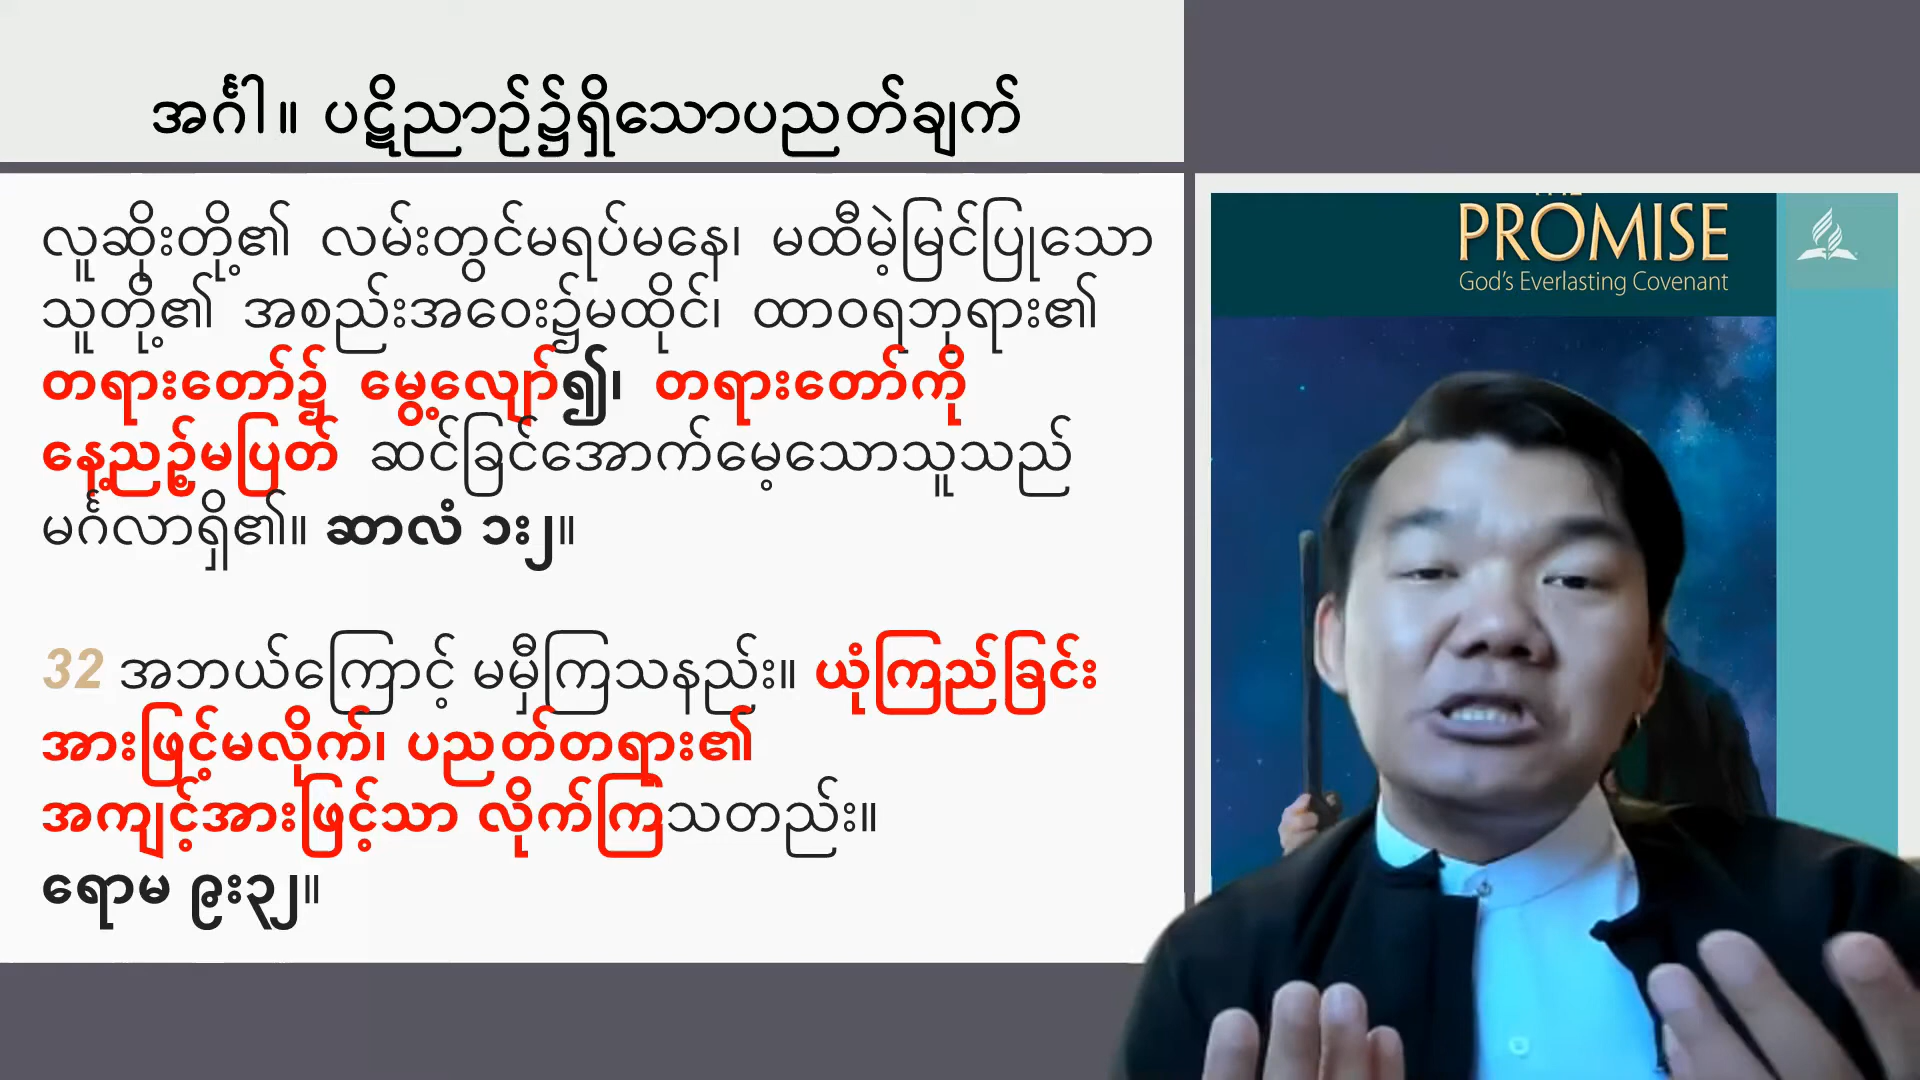 အင်္ဂါ။ ပဋိညာဉ်၌ရှိသောပညတ်ချက်
လူဆိုးတို့၏ လမ်းတွင်မရပ်မနေ၊ မထီမဲ့မြင်ပြုသော
သူတို့၏ အစည်းအဝေး၌မထိုင်၊ ထာဝရဘုရား၏
တရားတော်၌ မွေ့လျော်၍၊ တရားတော်ကို
နေ့ညဉ့်မပြတ် ဆင်ခြင်အောက်မေ့သောသူသည်
မင်္ဂလာရှိ၏။ ဆာလံ ၁း၂။
32 အဘယ်ကြောင့် မမှီကြသနည်း။ ယုံကြည်ခြင်း
အားဖြင့်မလိုက်၊ ပညတ်တရား၏
အကျင့်အားဖြင့်သာ လိုက်ကြသတည်း။
ရောမ ၉း၃၂။
PROMISE
God's Everlasting Covenant